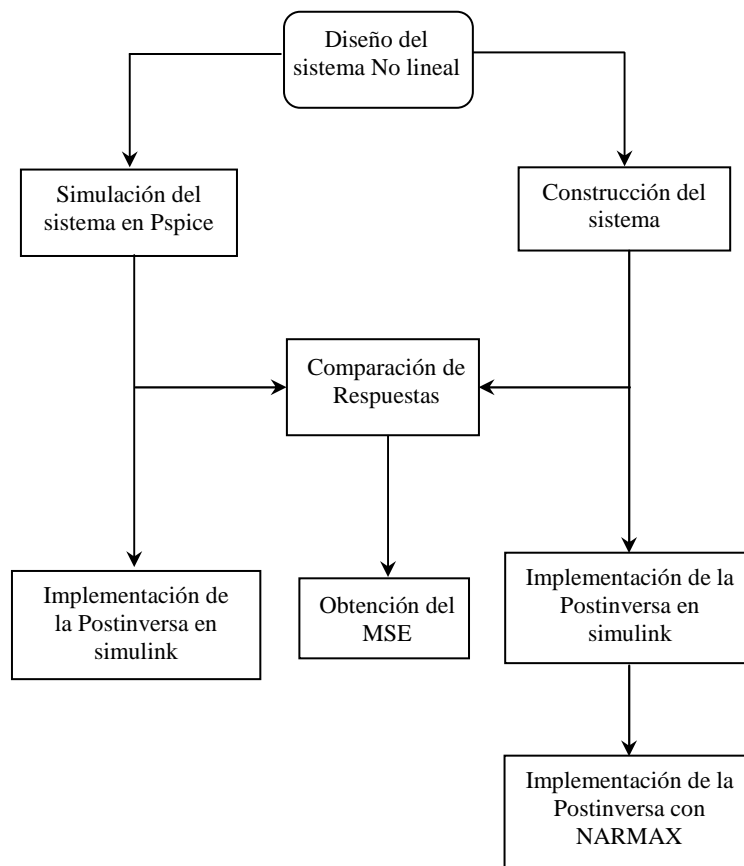 Diseño del
sistema No lineal
Simulación del
sistema en Pspice
Construcción del
sistema
Comparación de
Respuestas
Implementación de
la Postinversa en
simulink
Obtención del
MSE
Implementación de la
Postinversa en
simulink
Implementación de la
Postinversa con
NARMAX